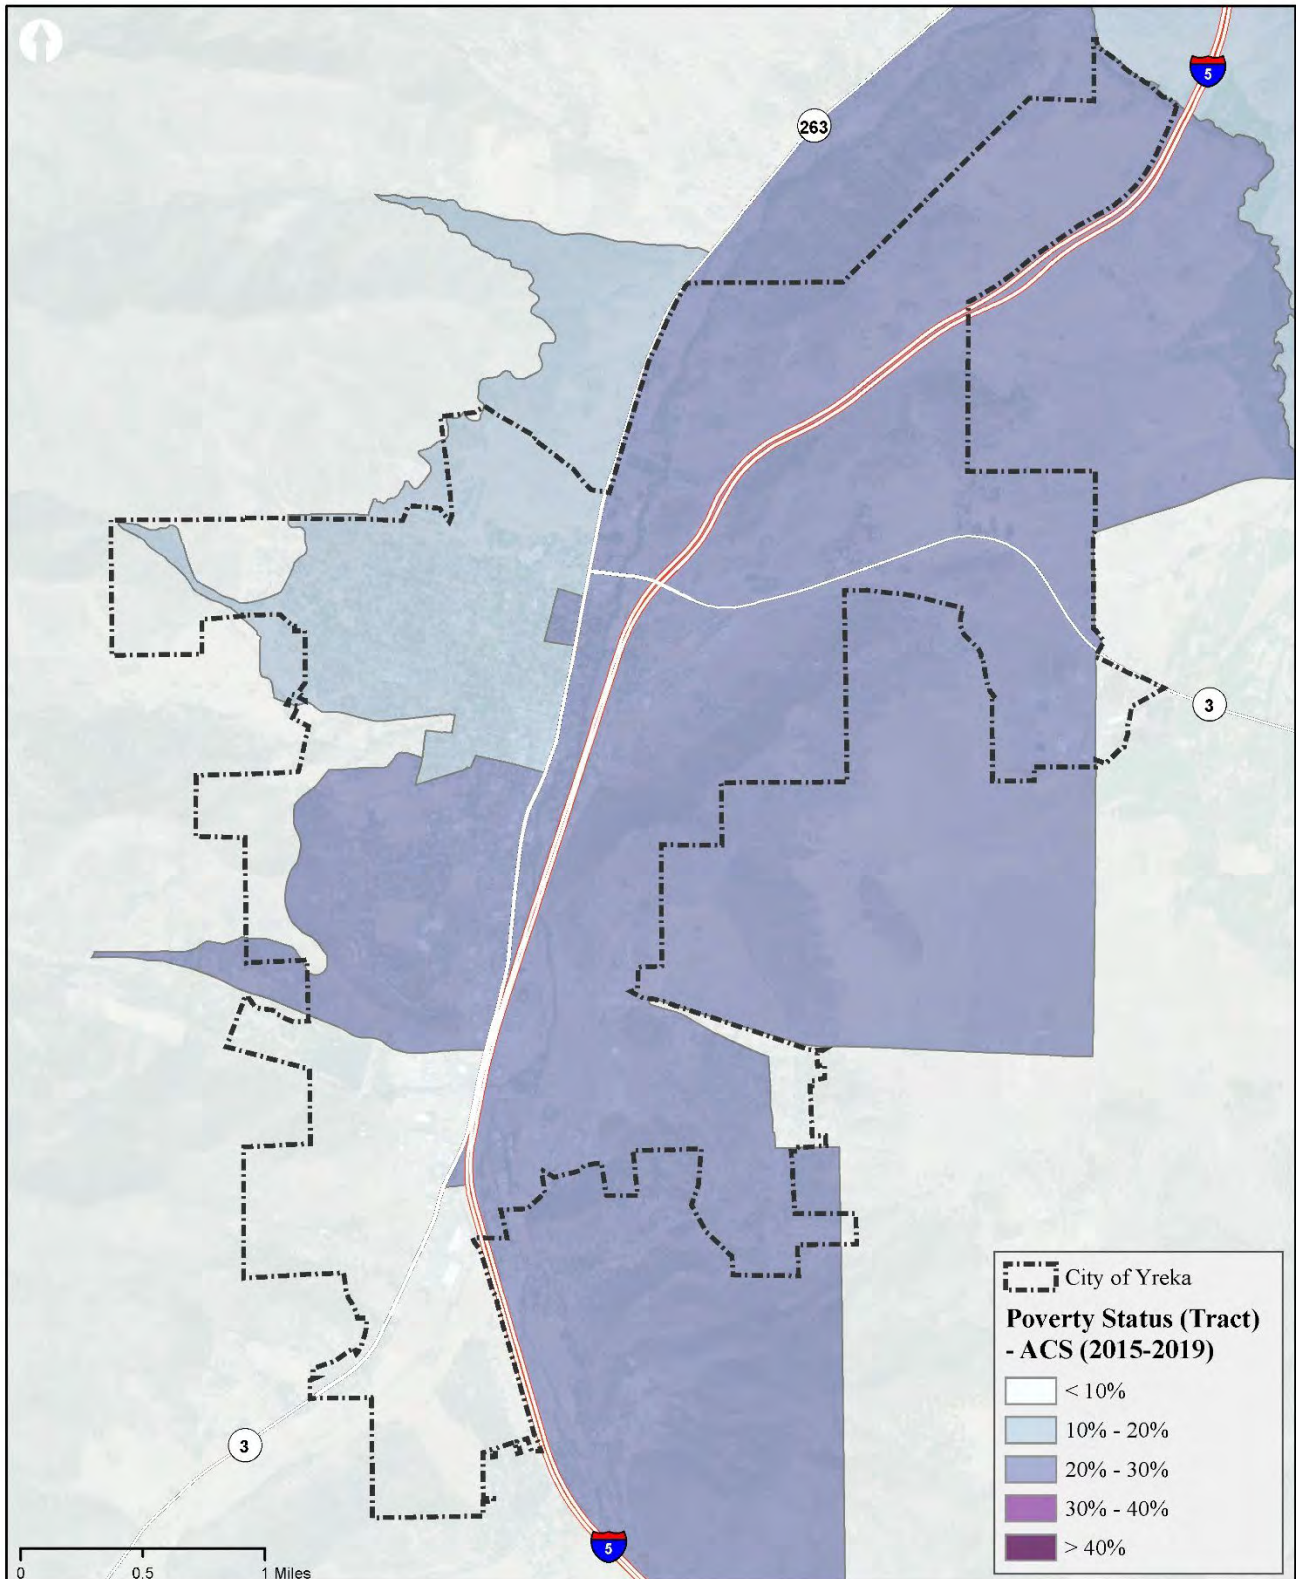 5
263
3
City of Yreka
Poverty Status (Tract)
- ACS (2015-2019)
< 10%
10% - 20%
20% - 30%
30% - 40%
> 40%
3
5
0 0.5 1 Miles